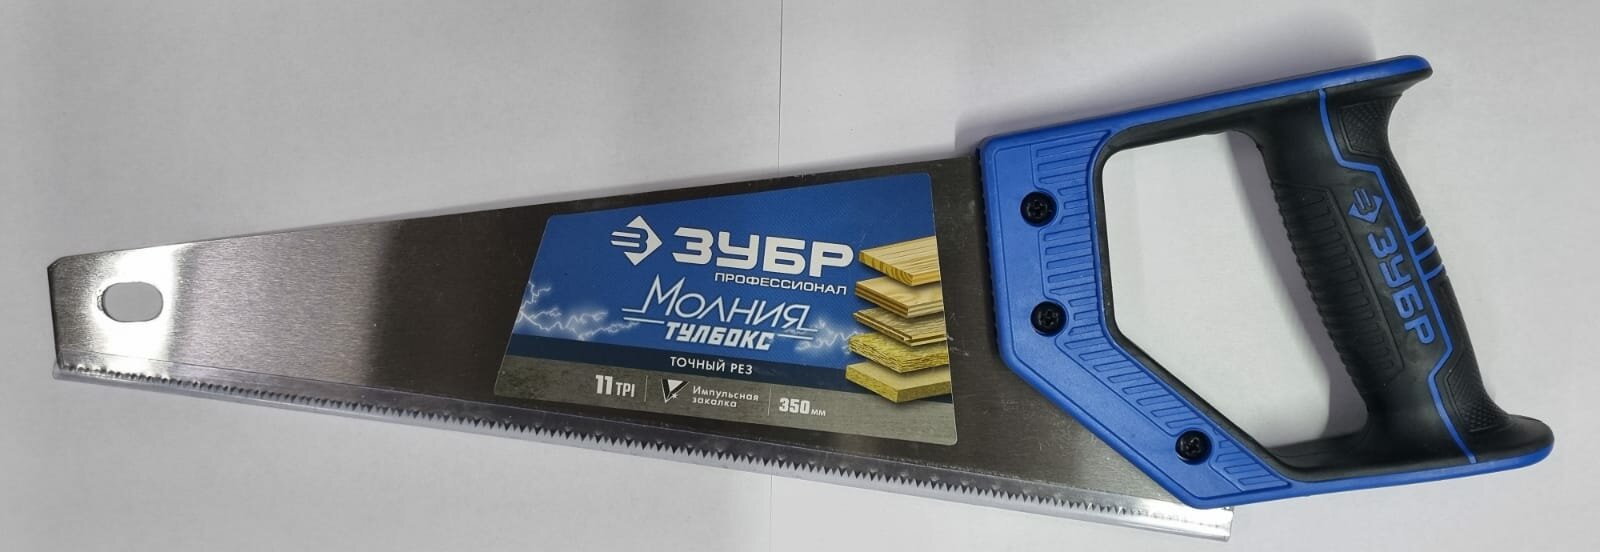 ЗУБР
ПРОФЕССИОНАЛ
МОЛНИЯ
ТУЛБОКС
ТОЧНЫЙ РЕЗ
11 TPI
Импульсная
закалка
350 мм
ЗУБР